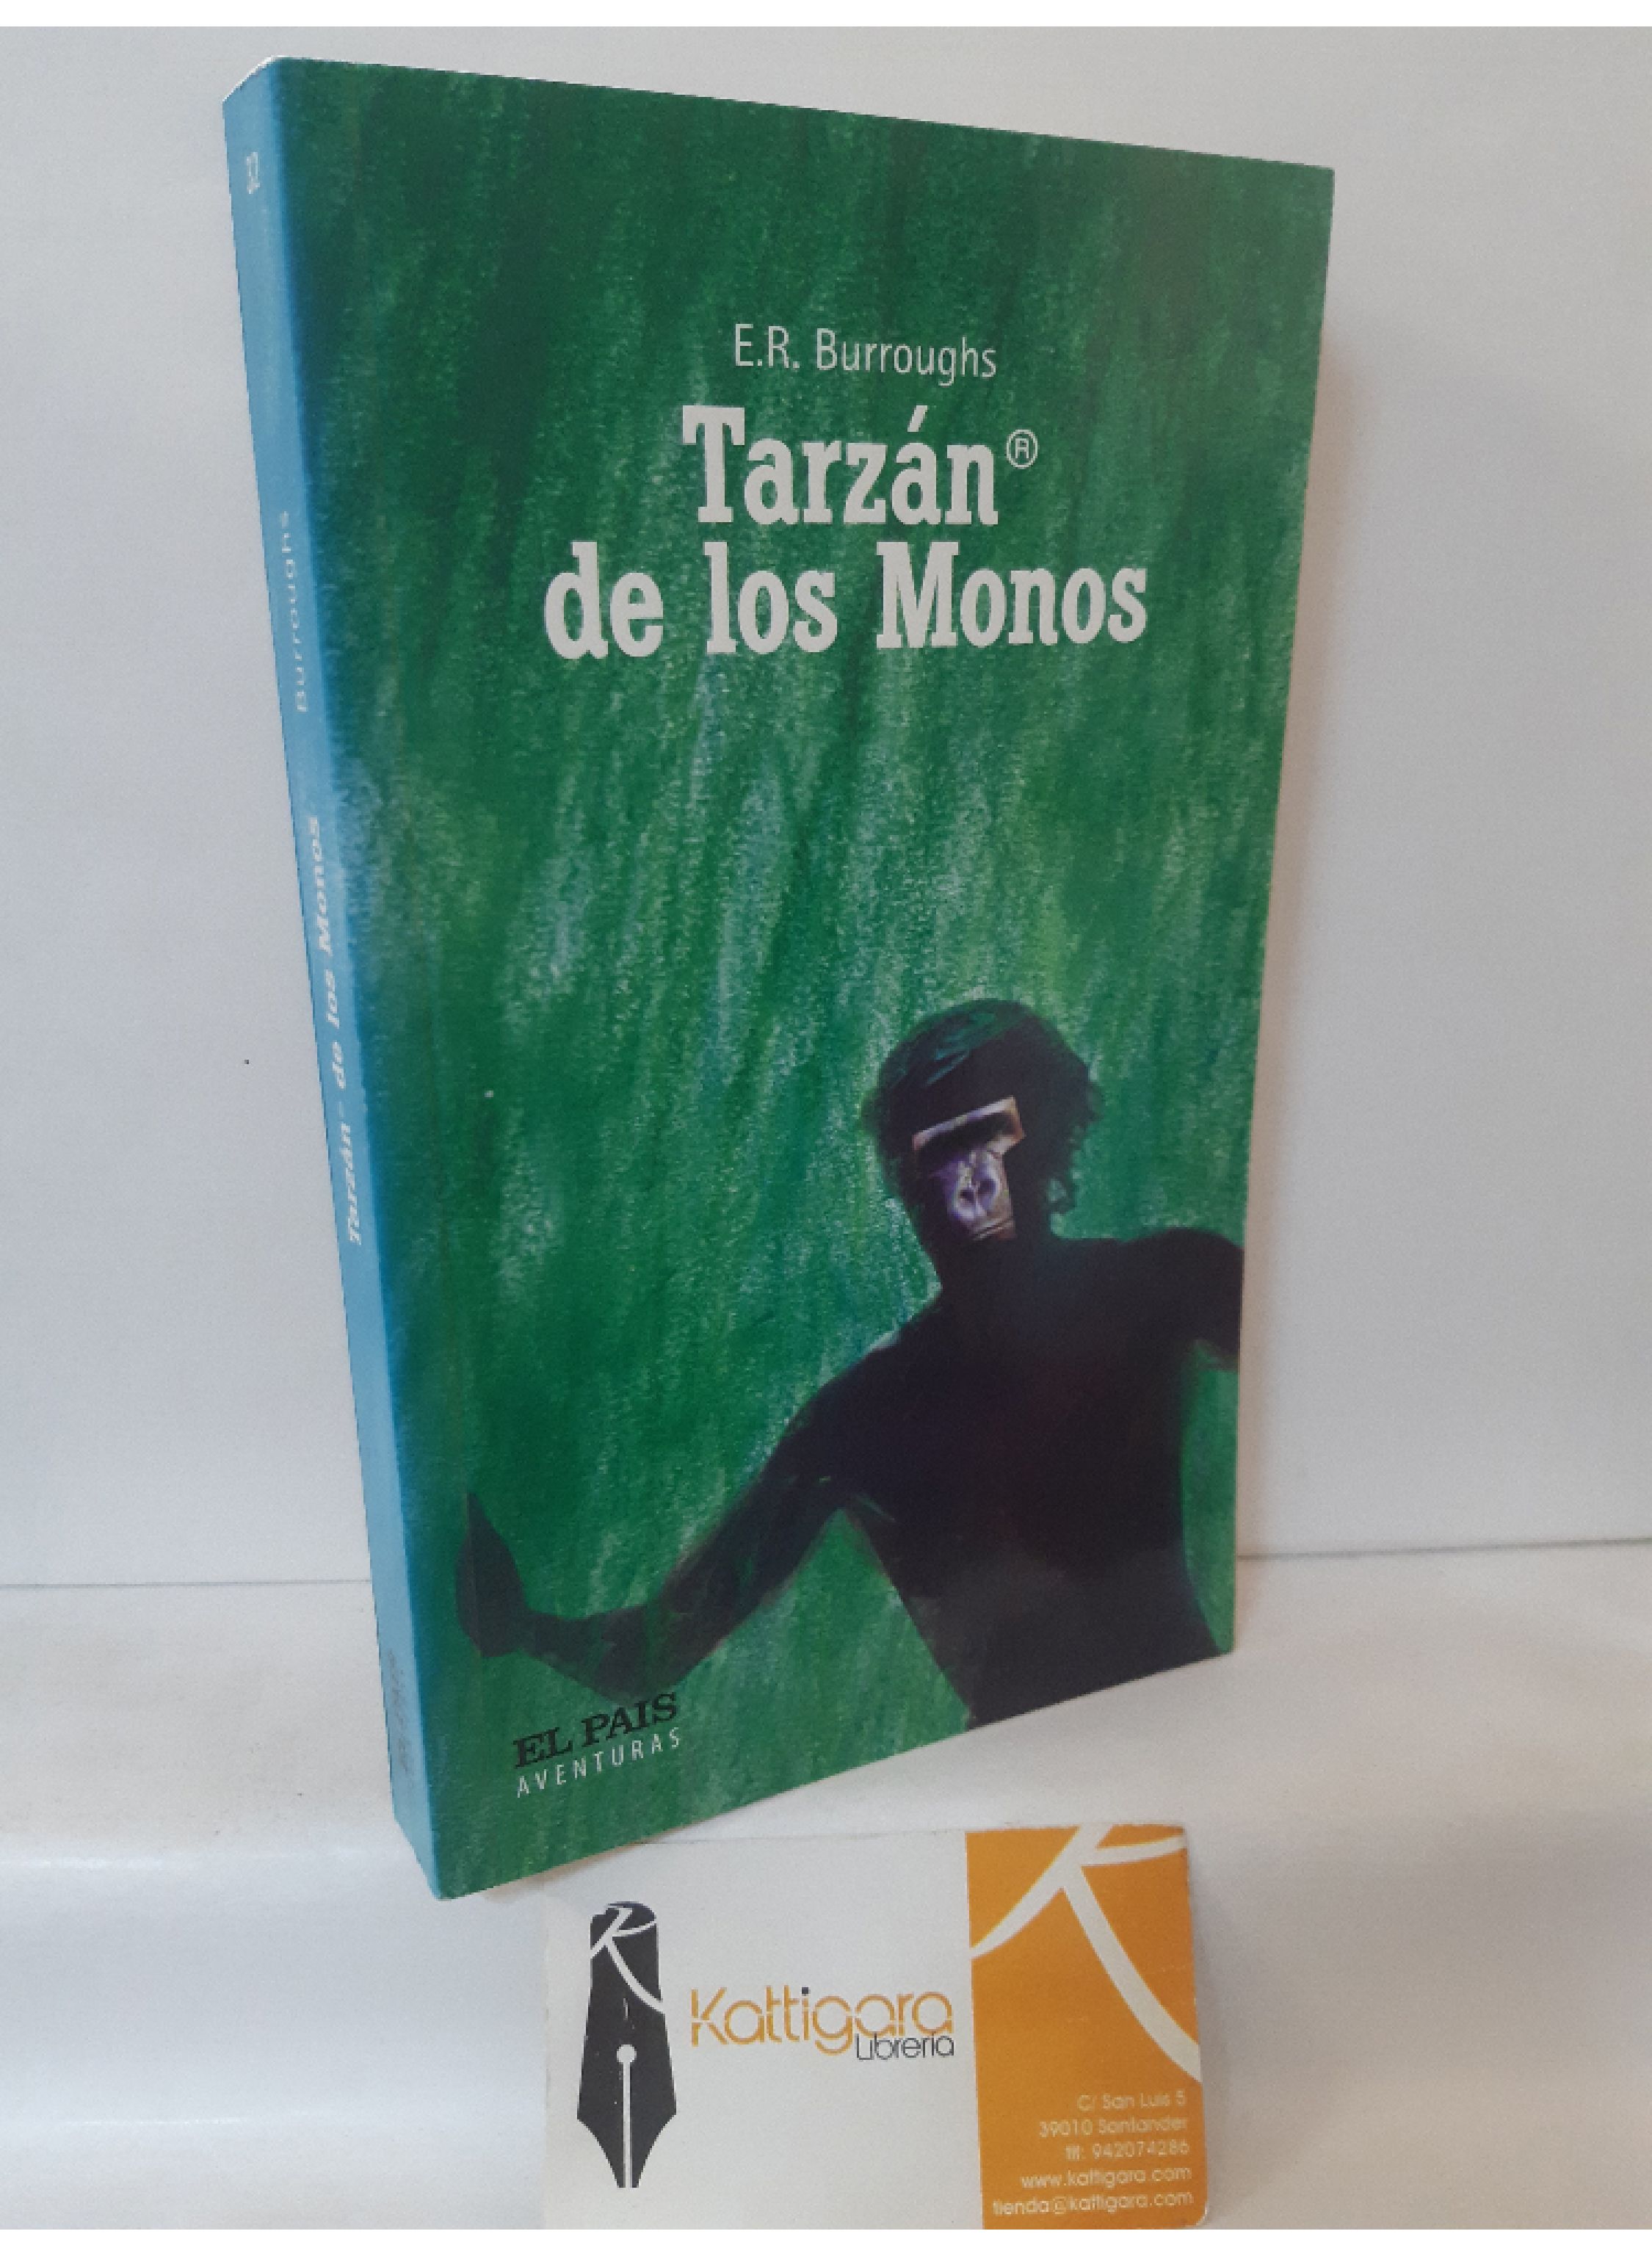 E.R. Burroughs
Tarzán®
de los Monos
EL PAIS
AVENTURAS
32
Burroughs
Tarzán® de los Monos
Kattigara
Librería
C/ San Luis 5
39010 Santander
tlf: 942074286
www.kattigara.com
tienda@kattigara.com